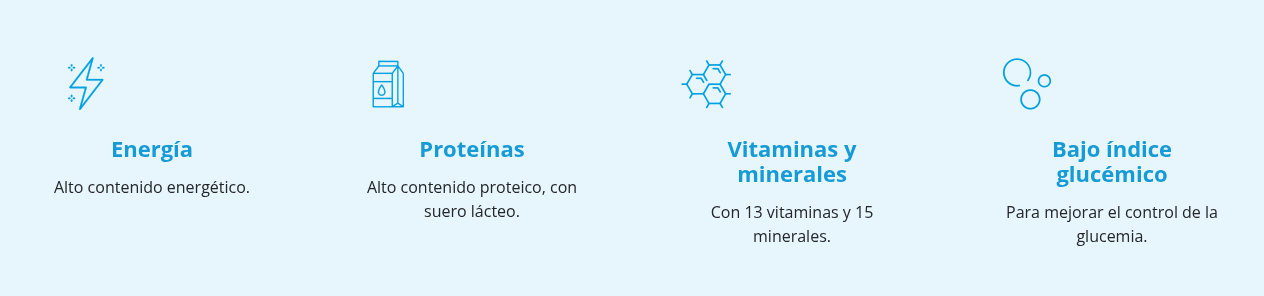 Energía
Alto contenido energético.
Proteínas
Alto contenido proteico, con
suero lácteo.
Vitaminas y
minerales
Con 13 vitaminas y 15
minerales.
Bajo índice
glucémico
Para mejorar el control de la
glucemia.